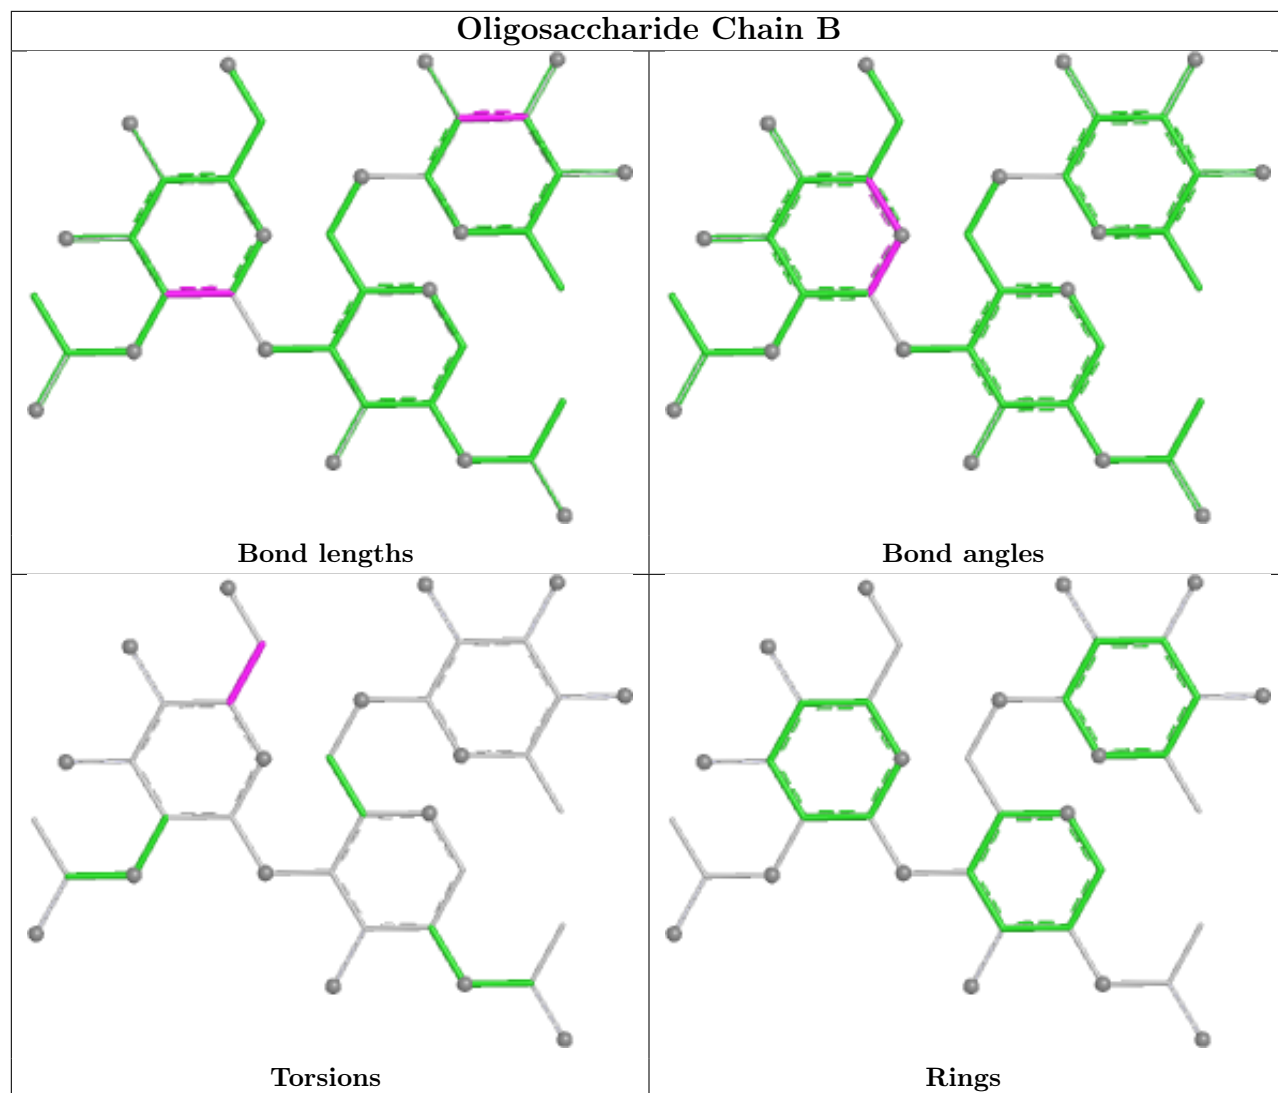 Oligosaccharide Chain B
Bond lengths
Bond angles
Torsions
Rings